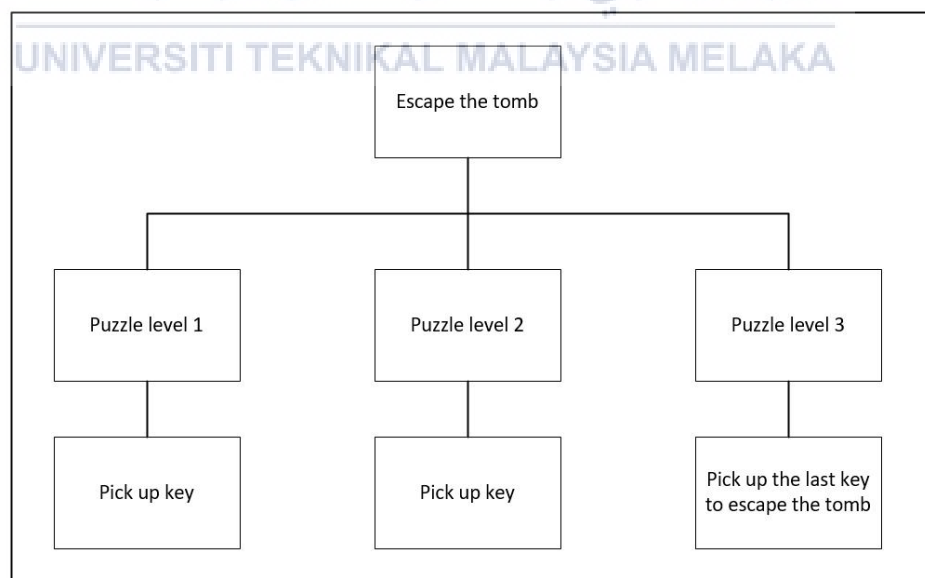 UNIVERSITI TEKNIKAL MALAYSIA MELAKA
Escape the tomb
Puzzle level 1
Puzzle level 2
Puzzle level 3
Pick up key
Pick up key
Pick up the last key
to escape the tomb